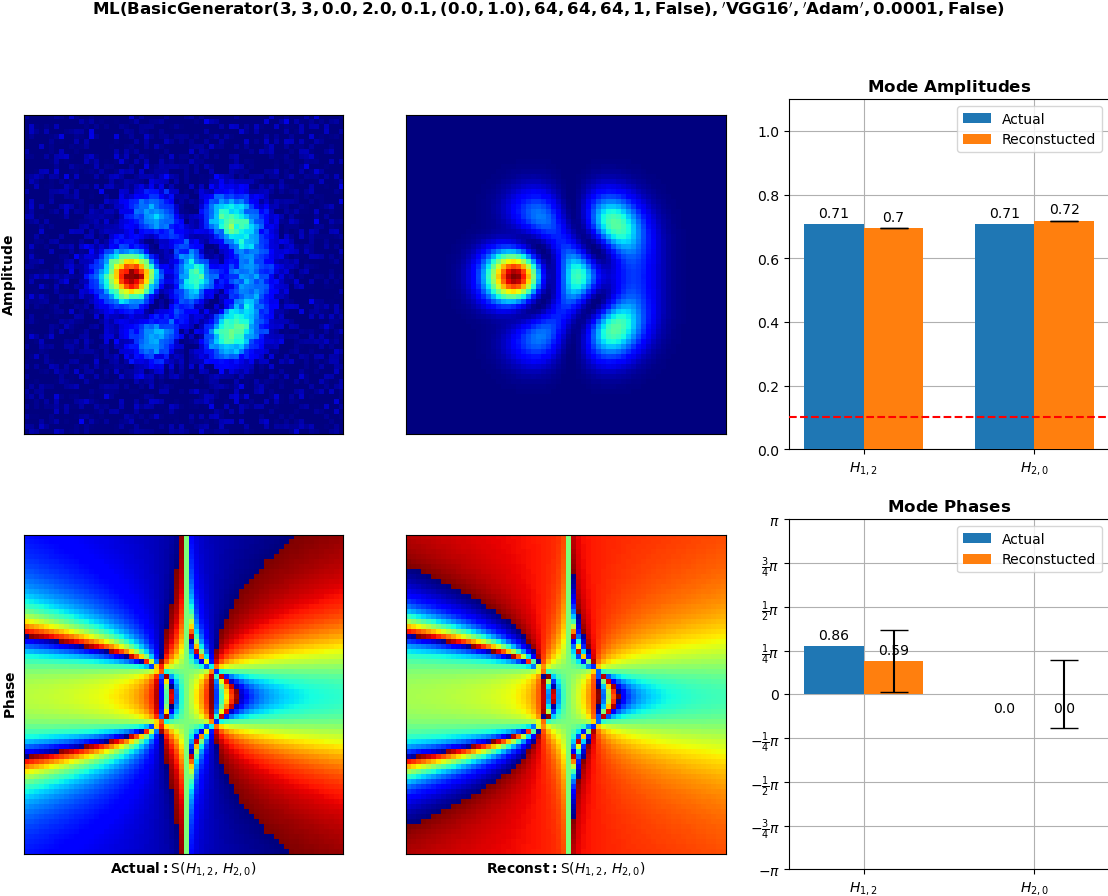 ML(BasicGenerator(3, 3, 0.0, 2.0, 0.1, (0.0, 1.0), 64, 64, 64, 1, False), 'VGG16', 'Adam', 0.0001, False)
Amplitude
Mode Amplitudes
Actual
Reconstucted
1.0
0.8
0.6
0.4
0.2
0.0
0.71
0.7
0.71
0.72
H1, 2
H2, 0
Phase
Actual: S(H1, 2, H2, 0)
Reconst: S(H1, 2, H2, 0)
Mode Phases
Actual
Reconstucted
π
3/4π
1/2π
1/4π
0
−1/4π
−1/2π
−3/4π
−π
0.86
0.59
0.0
0.0
H1, 2
H2, 0